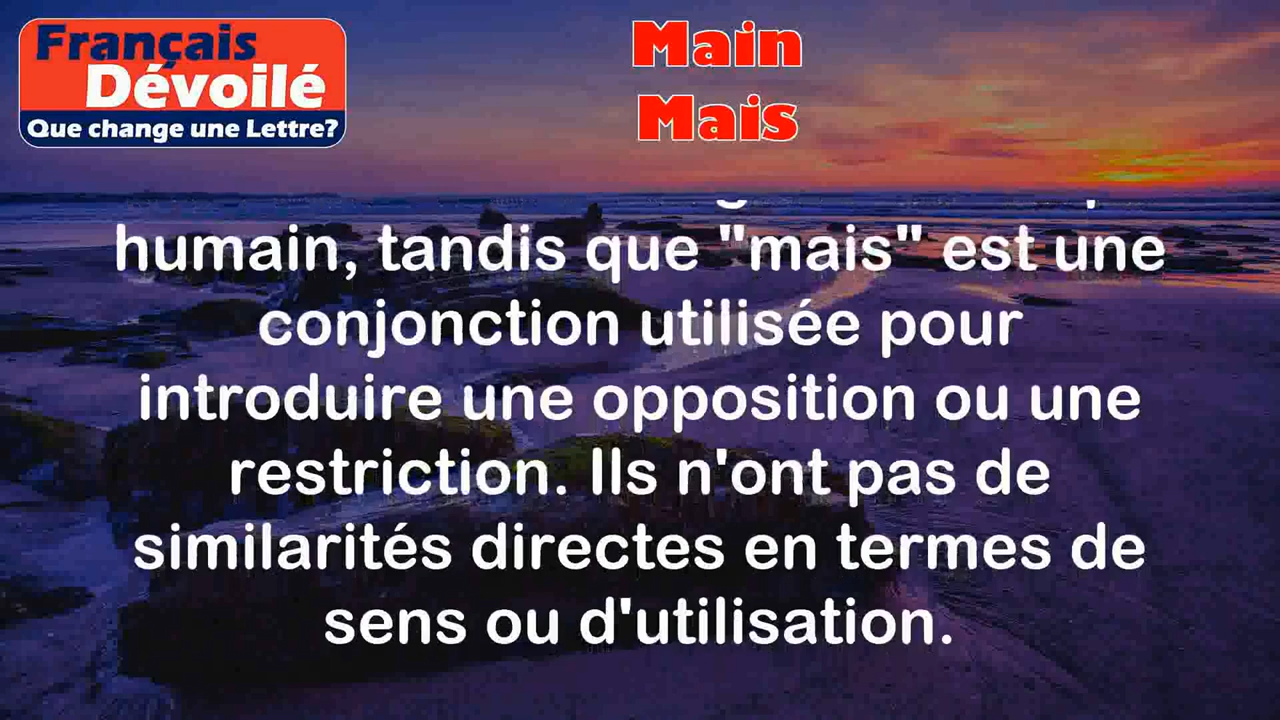 Français
Dévoilé
Que change une Lettre?
Main
Mais
humain, tandis que "mais" est une
conjonction utilisée pour
introduire une opposition ou une
restriction. Ils n'ont pas de
similarités directes en termes de
sens ou d'utilisation.